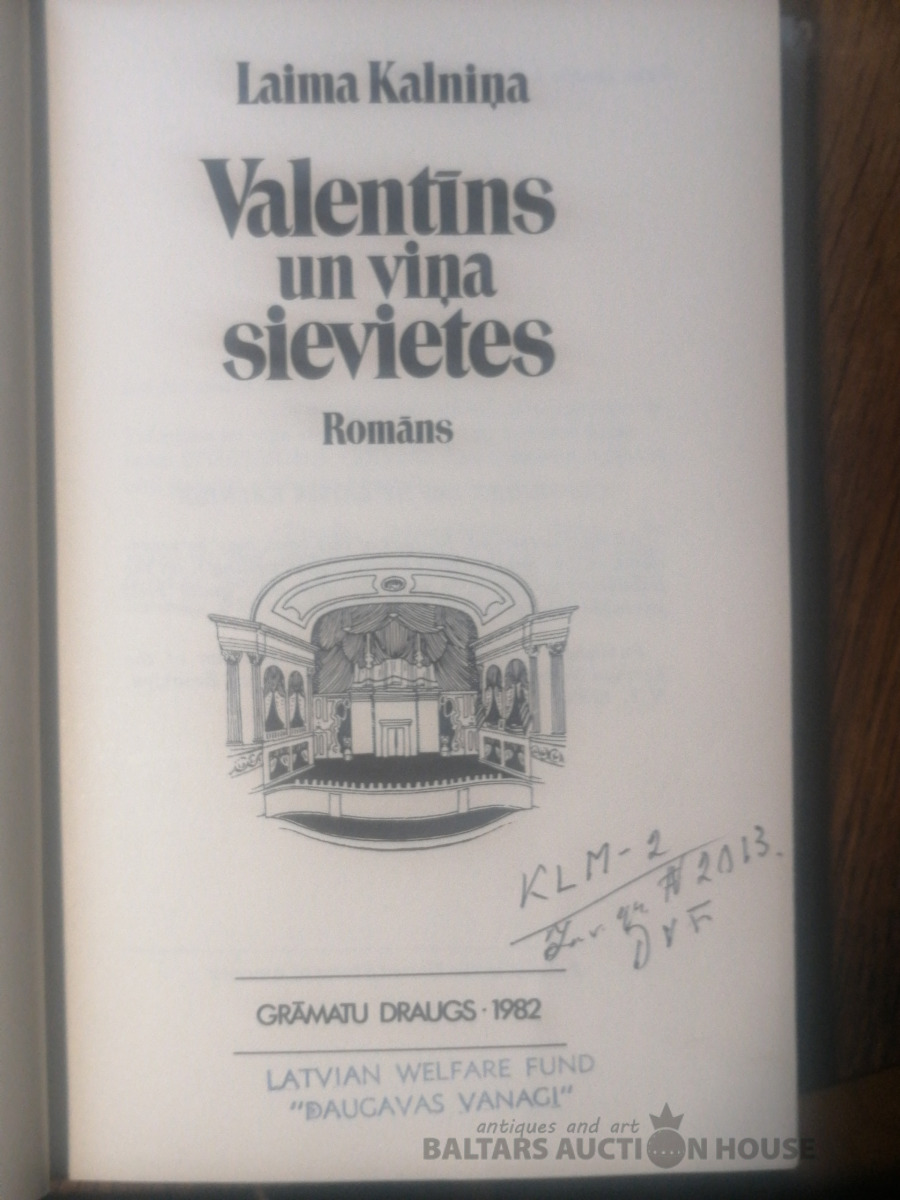 Laima Kalniņa
Valentīns
un viņa
sievietes
Romāns
KLM-2
2013.
DVF
GRĀMATU DRAUGS · 1982
LATVIAN WELFARE FUND
"DAUGAVAS VANAGI"
antiques and art
BALTARS AUCTION HOUSE